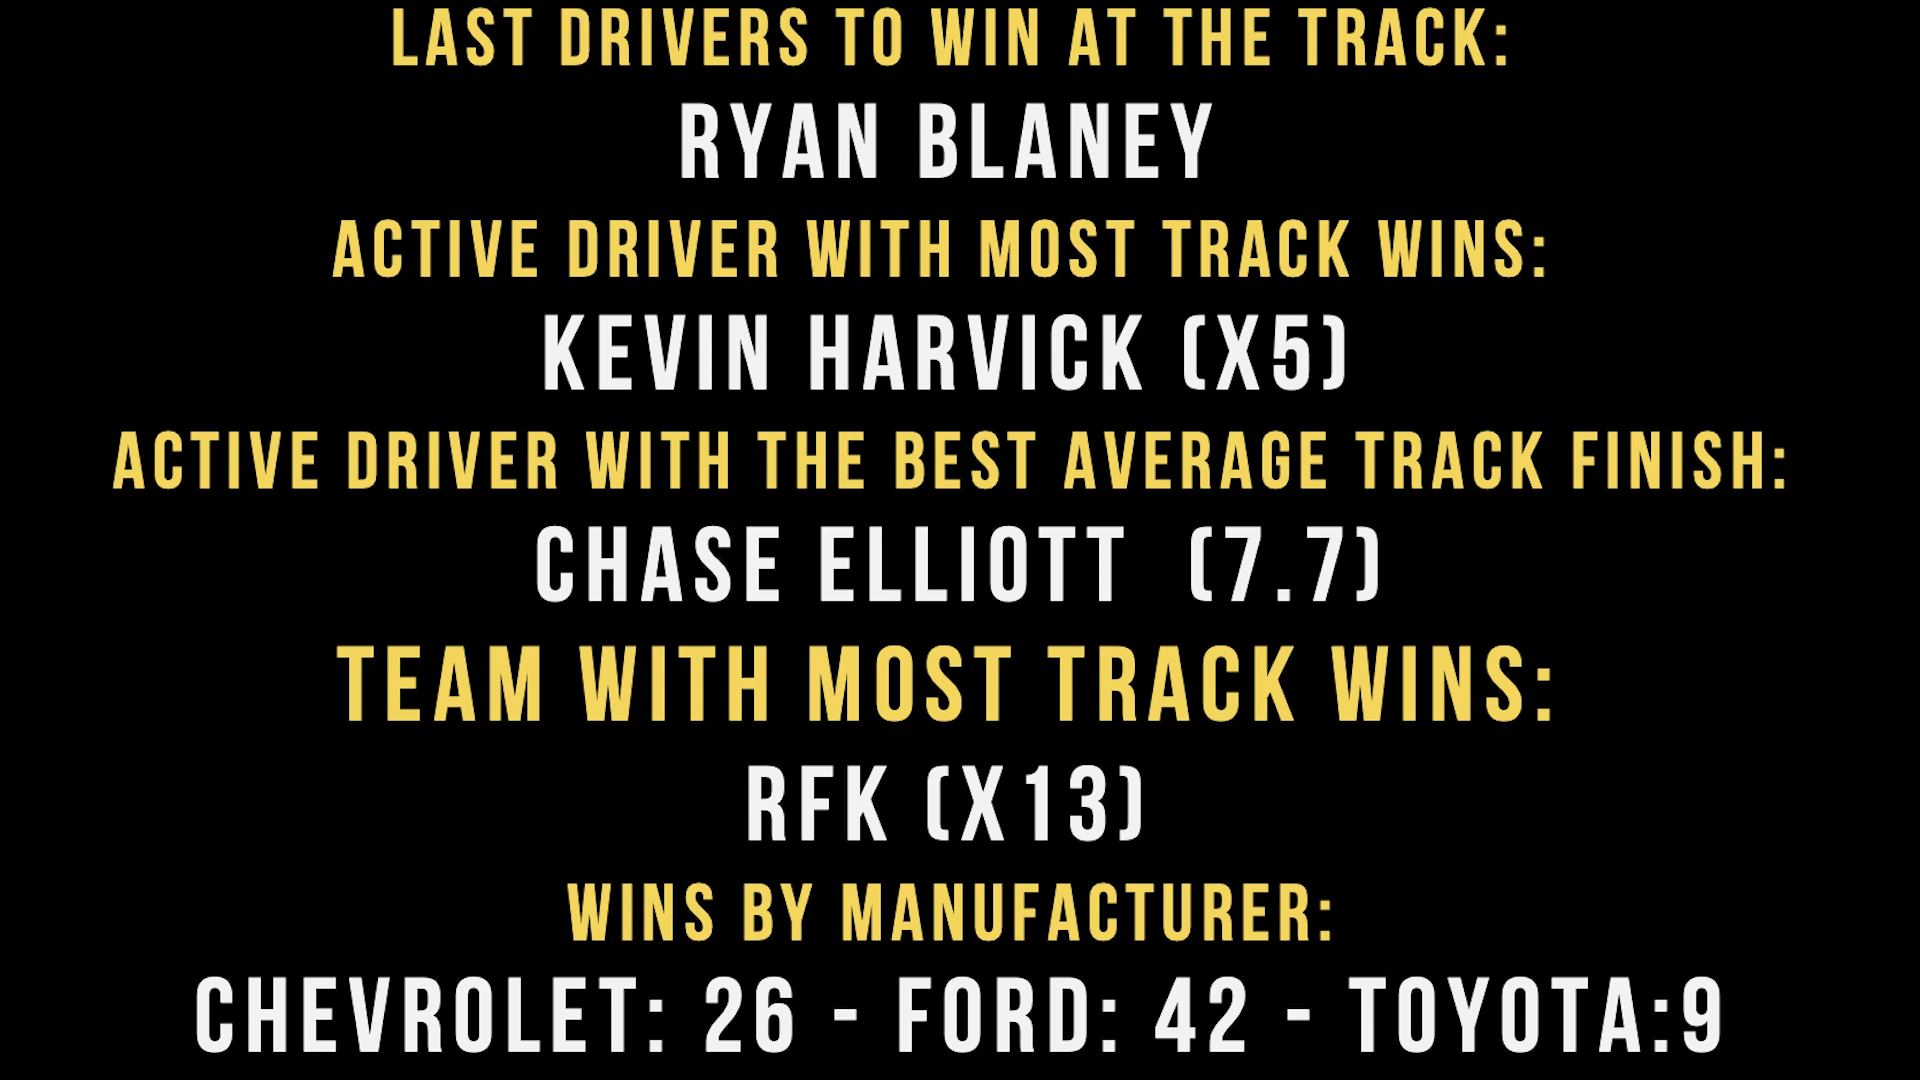 LAST DRIVERS TO WIN AT THE TRACK:
RYAN BLANEY
ACTIVE DRIVER WITH MOST TRACK WINS:
KEVIN HARVICK (X5)
ACTIVE DRIVER WITH THE BEST AVERAGE TRACK FINISH:
CHASE ELLIOTT (7.7)
TEAM WITH MOST TRACK WINS:
RFK (X13)
WINS BY MANUFACTURER:
CHEVROLET: 26 - FORD: 42 - TOYOTA:9